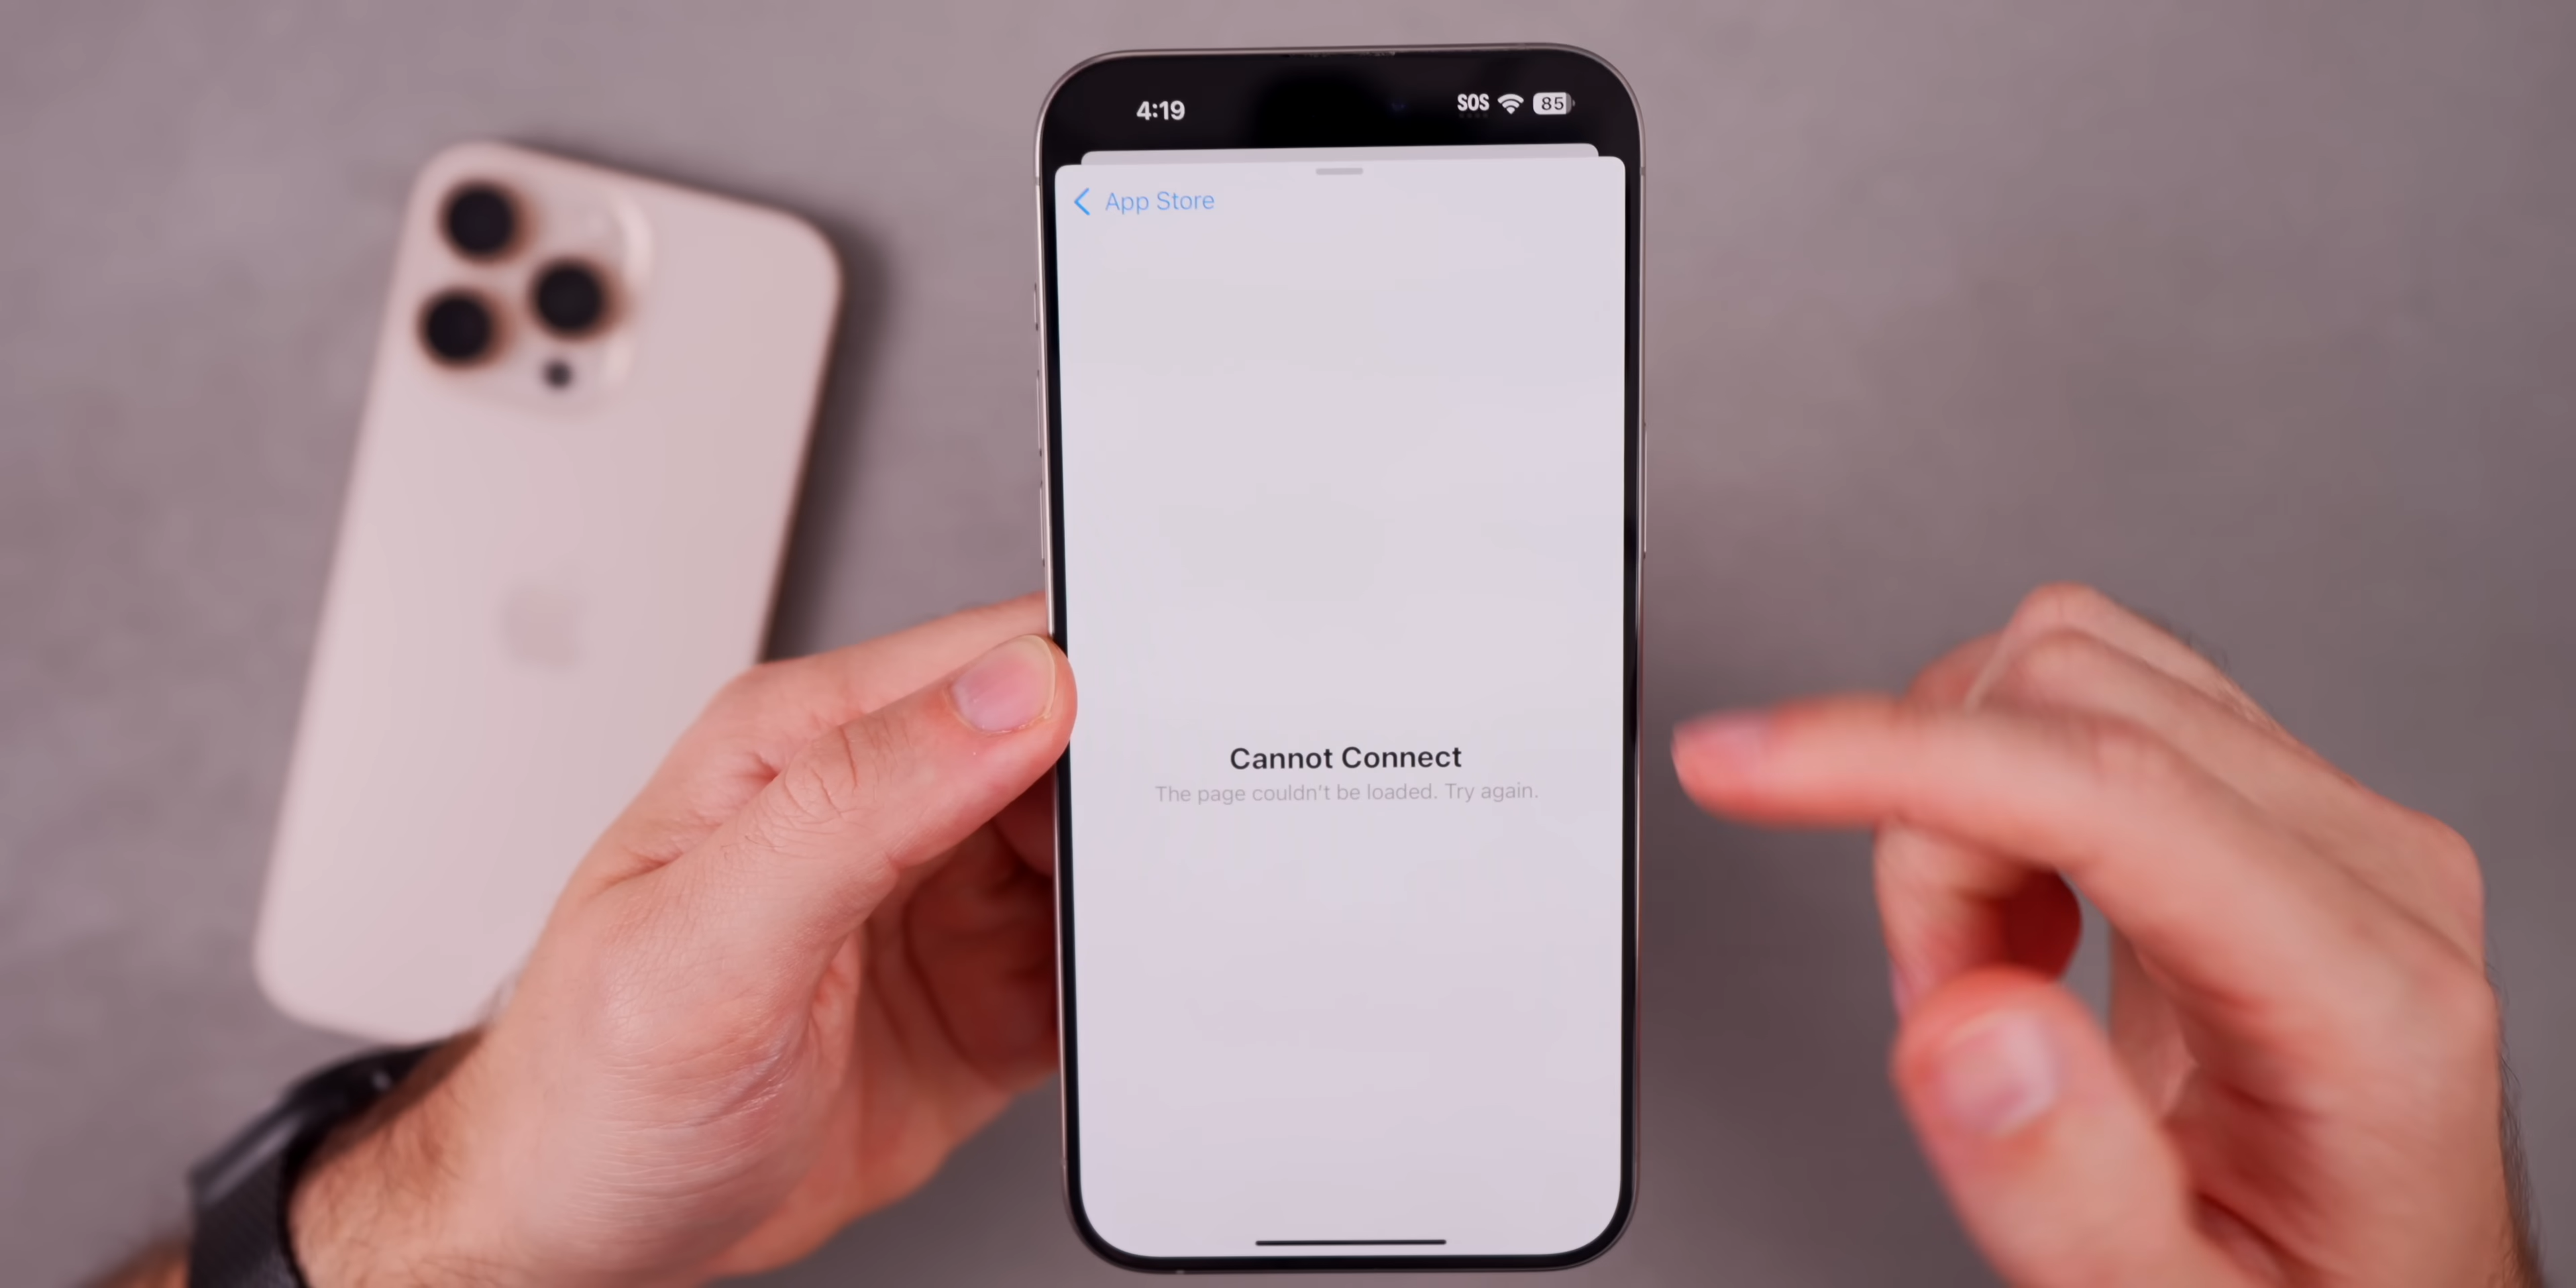 4:19
SOS
85
App Store
Cannot Connect
The page couldn't be loaded. Try again.